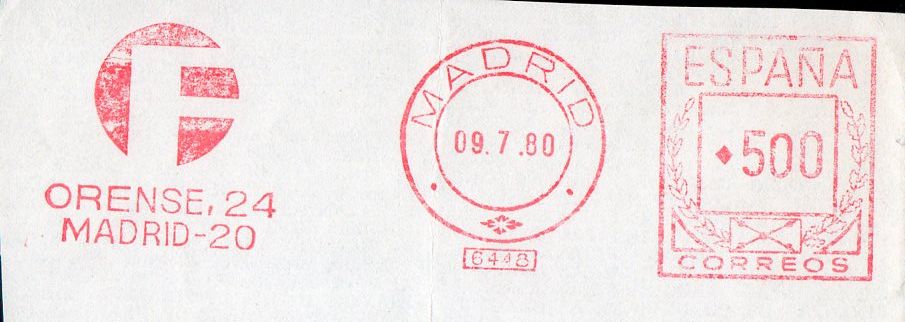 F
ORENSE, 24
MADRID-20
MADRID
09.7.80
6448
ESPAÑA
♦500
CORREOS